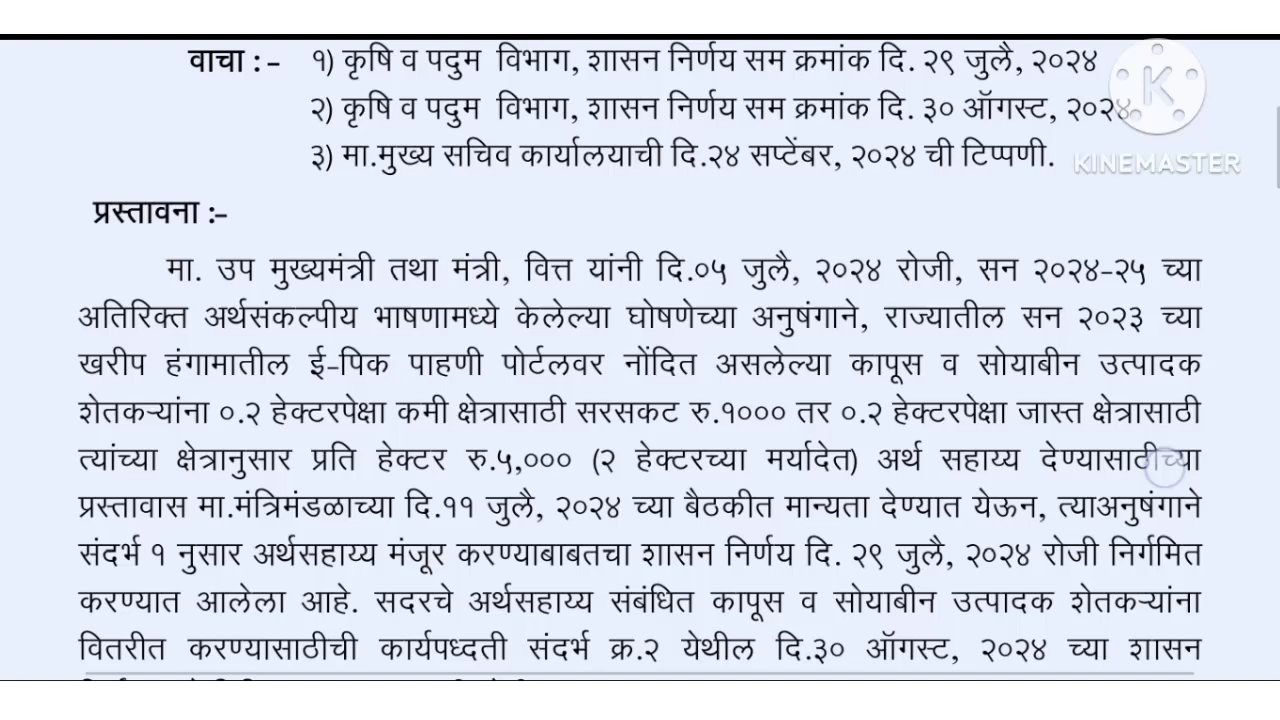 वाचा :- १) कृषि व पदुम विभाग, शासन निर्णय सम क्रमांक दि. २९ जुलै, २०२४
२) कृषि व पदुम विभाग, शासन निर्णय सम क्रमांक दि. ३० ऑगस्ट, २०२४
३) मा.मुख्य सचिव कार्यालयाची दि.२४ सप्टेंबर, २०२४ ची टिप्पणी.
KINEMASTER
प्रस्तावना :-
मा. उप मुख्यमंत्री तथा मंत्री, वित्त यांनी दि.०५ जुलै, २०२४ रोजी, सन २०२४-२५ च्या
अतिरिक्त अर्थसंकल्पीय भाषणामध्ये केलेल्या घोषणेच्या अनुषंगाने, राज्यातील सन २०२३ च्या
खरीप हंगामातील ई-पिक पाहणी पोर्टलवर नोंदित असलेल्या कापूस व सोयाबीन उत्पादक
शेतकऱ्यांना ०.२ हेक्टरपेक्षा कमी क्षेत्रासाठी सरसकट रु.१००० तर ०.२ हेक्टरपेक्षा जास्त क्षेत्रासाठी
त्यांच्या क्षेत्रानुसार प्रति हेक्टर रु.५,००० (२ हेक्टरच्या मर्यादेत) अर्थ सहाय्य देण्यासाठीच्या
प्रस्तावास मा.मंत्रिमंडळाच्या दि.११ जुलै, २०२४ च्या बैठकीत मान्यता देण्यात येऊन, त्याअनुषंगाने
संदर्भ १ नुसार अर्थसहाय्य मंजूर करण्याबाबतचा शासन निर्णय दि. २९ जुलै, २०२४ रोजी निर्गमित
करण्यात आलेला आहे. सदरचे अर्थसहाय्य संबंधित कापूस व सोयाबीन उत्पादक शेतकऱ्यांना
वितरीत करण्यासाठीची कार्यपध्दती संदर्भ क्र.२ येथील दि.३० ऑगस्ट, २०२४ च्या शासन